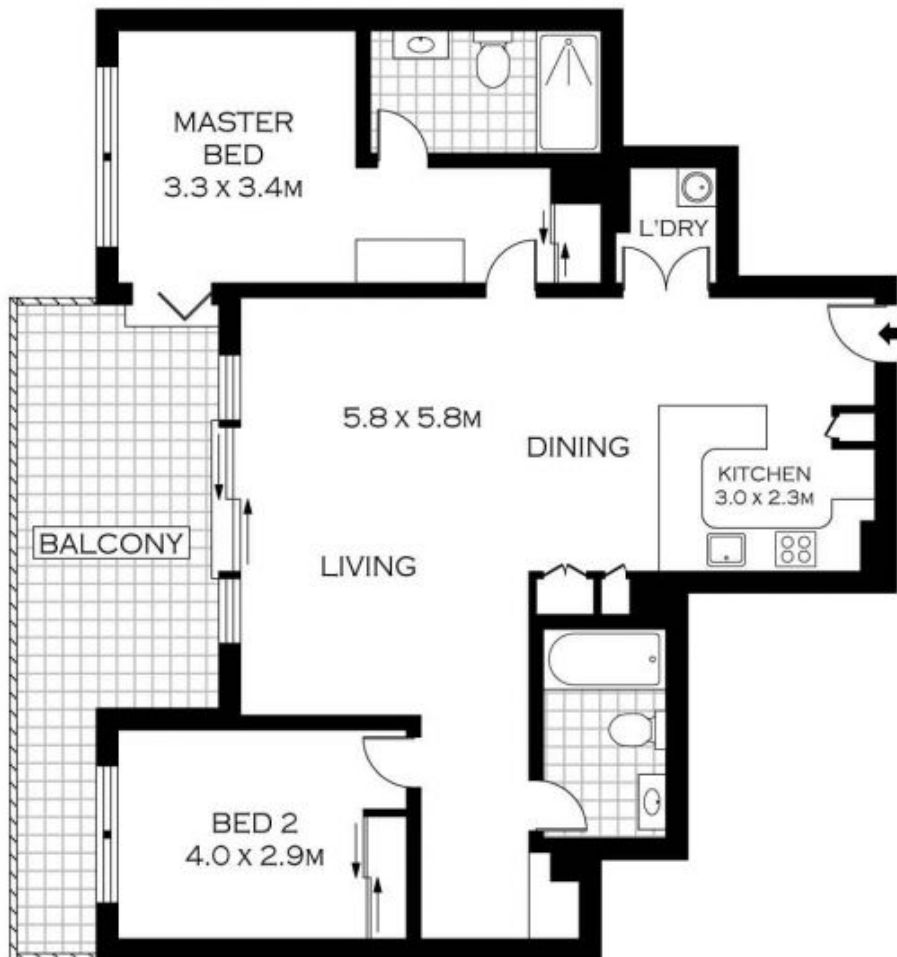 MASTER
BED
3.3 X 3.4M
L'DRY
5.8 X 5.8M
DINING
KITCHEN
3.0 X 2.3M
BALCONY
LIVING
BED 2
4.0 X 2.9M